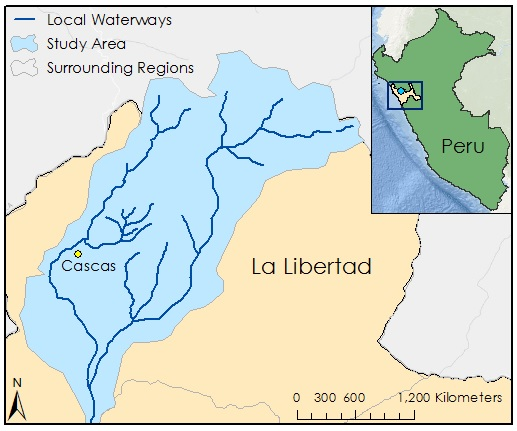 Local Waterways
Study Area
Surrounding Regions
Peru
Cascas
La Libertad
N
0 300 600 1,200 Kilometers